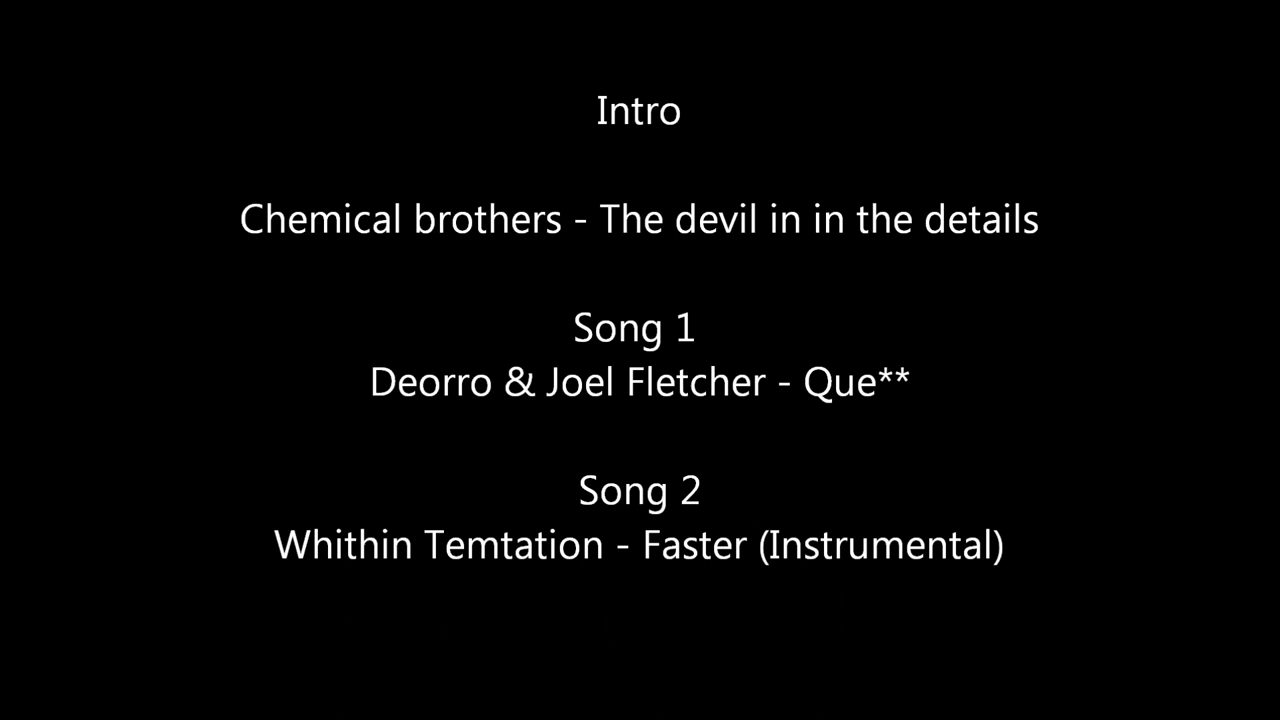 Intro
Chemical brothers - The devil in in the details
Song 1
Deorro & Joel Fletcher - Que**
Song 2
Whithin Temtation - Faster (Instrumental)